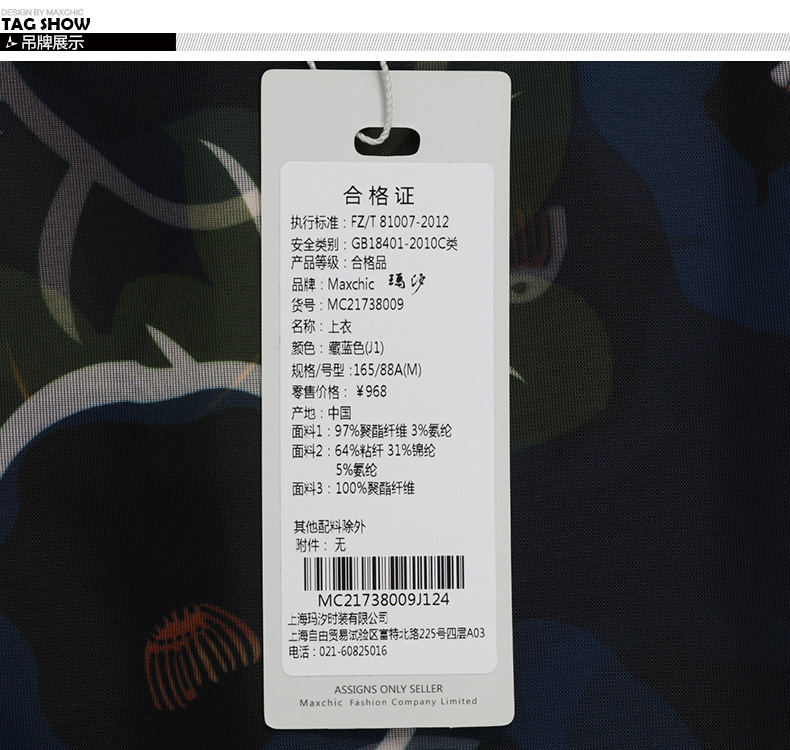 DESIGN BY MAXCHIC
TAG SHOW
吊牌展示
合格证
执行标准：FZ/T 81007-2012
安全类别：GB18401-2010C类
产品等级：合格品
品牌：Maxchic 玛汐
货号：MC21738009
名称：上衣
颜色：藏蓝色(J1)
规格/号型:165/88A(M)
零售价格：￥968
产地：中国
面料1：97%聚酯纤维 3%氨纶
面料2：64%粘纤 31%锦纶
5%氨纶
面料3：100%聚酯纤维
其他配料除外
附件：无
MC21738009J124
上海玛汐时装有限公司
上海自由贸易试验区富特北路225号四层A03
电话：021-60825016
ASSIGNS ONLY SELLER
Maxchic Fashion Company Limited